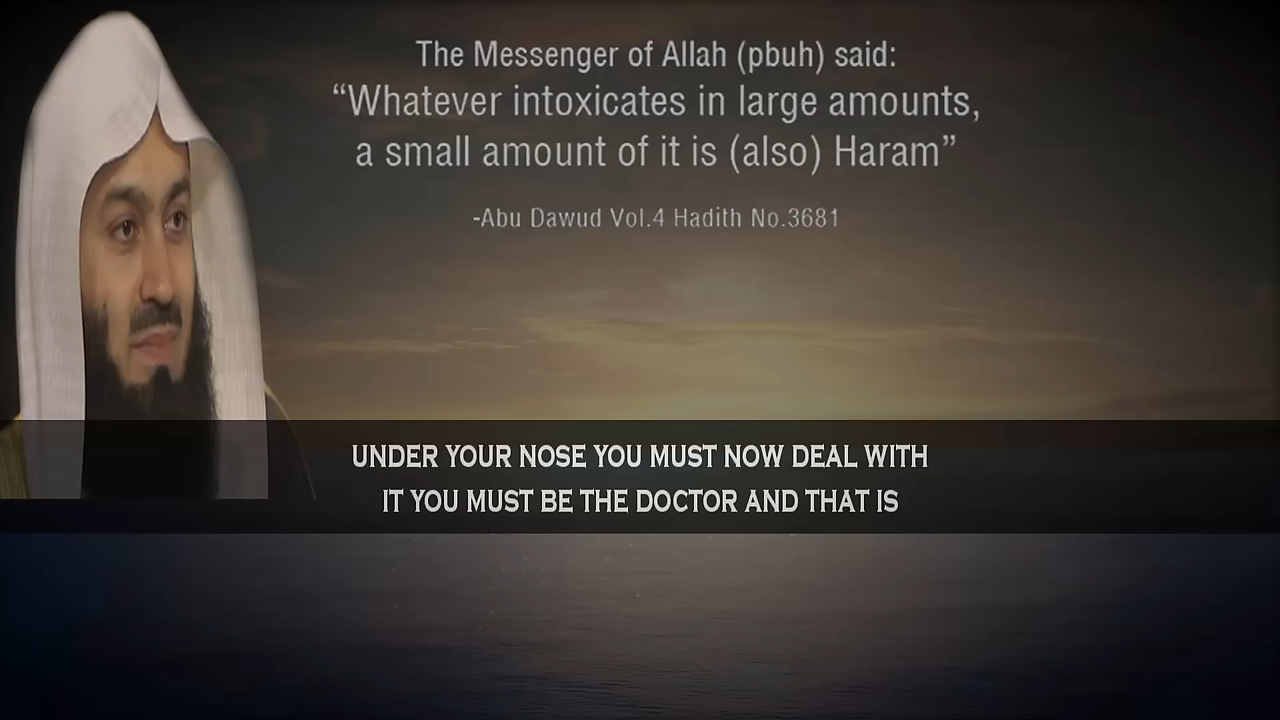 The Messenger of Allah (pbuh) said:
“Whatever intoxicates in large amounts,
a small amount of it is (also) Haram”
-Abu Dawud Vol.4 Hadith No.3681
UNDER YOUR NOSE YOU MUST NOW DEAL WITH
IT YOU MUST BE THE DOCTOR AND THAT IS